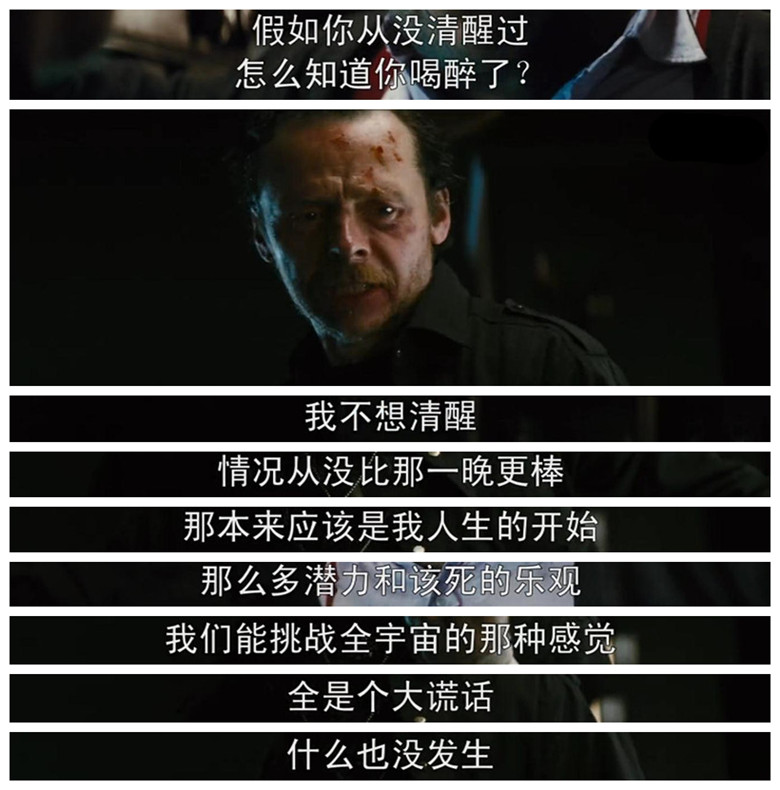 假如你从没清醒过
怎么知道你喝醉了？
我不想清醒
情况从没比那一晚更棒
那本来应该是我人生的开始
那么多潜力和该死的乐观
我们能挑战全宇宙的那种感觉
全是个大谎话
什么也没发生